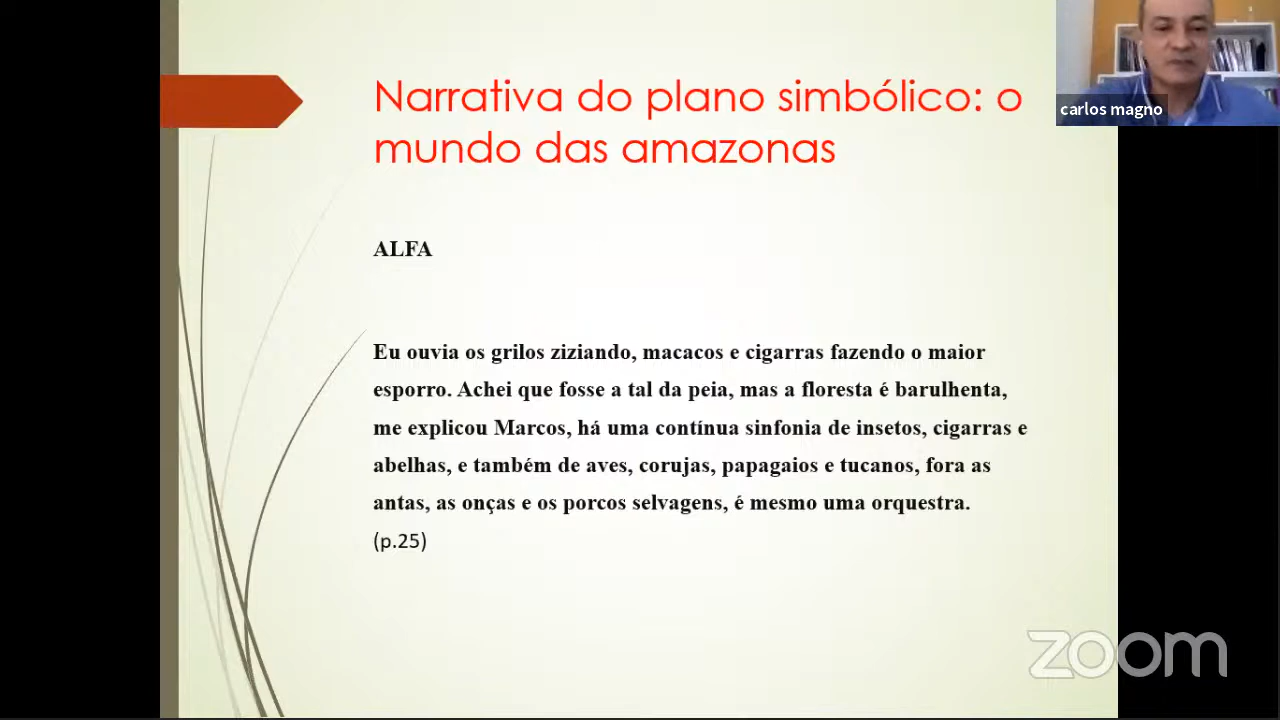 Narrativa do plano simbólico: o
mundo das amazonas
carlos magno
ALFA
Eu ouvia os grilos ziziando, macacos e cigarras fazendo o maior
esporro. Achei que fosse a tal da peia, mas a floresta é barulhenta,
me explicou Marcos, há uma contínua sinfonia de insetos, cigarras e
abelhas, e também de aves, corujas, papagaios e tucanos, fora as
antas, as onças e os porcos selvagens, é mesmo uma orquestra.
(p.25)
zoom